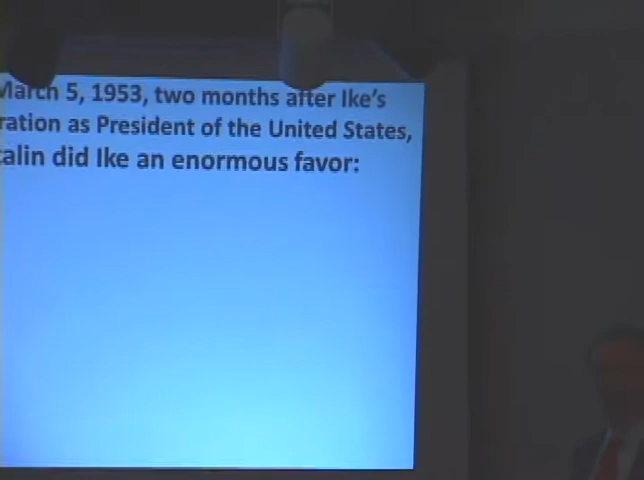 March 5, 1953, two months after Ike's
ration as President of the United States,
alin did Ike an enormous favor: